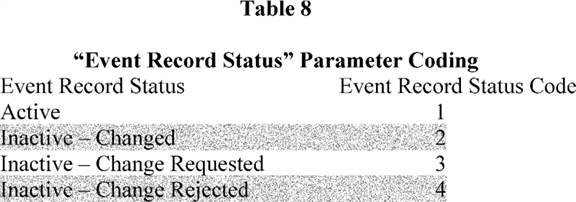 Table 8
“Event Record Status” Parameter Coding
Event Record Status Event Record Status Code
Active 1
Inactive – Changed 2
Inactive – Change Requested 3
Inactive – Change Rejected 4